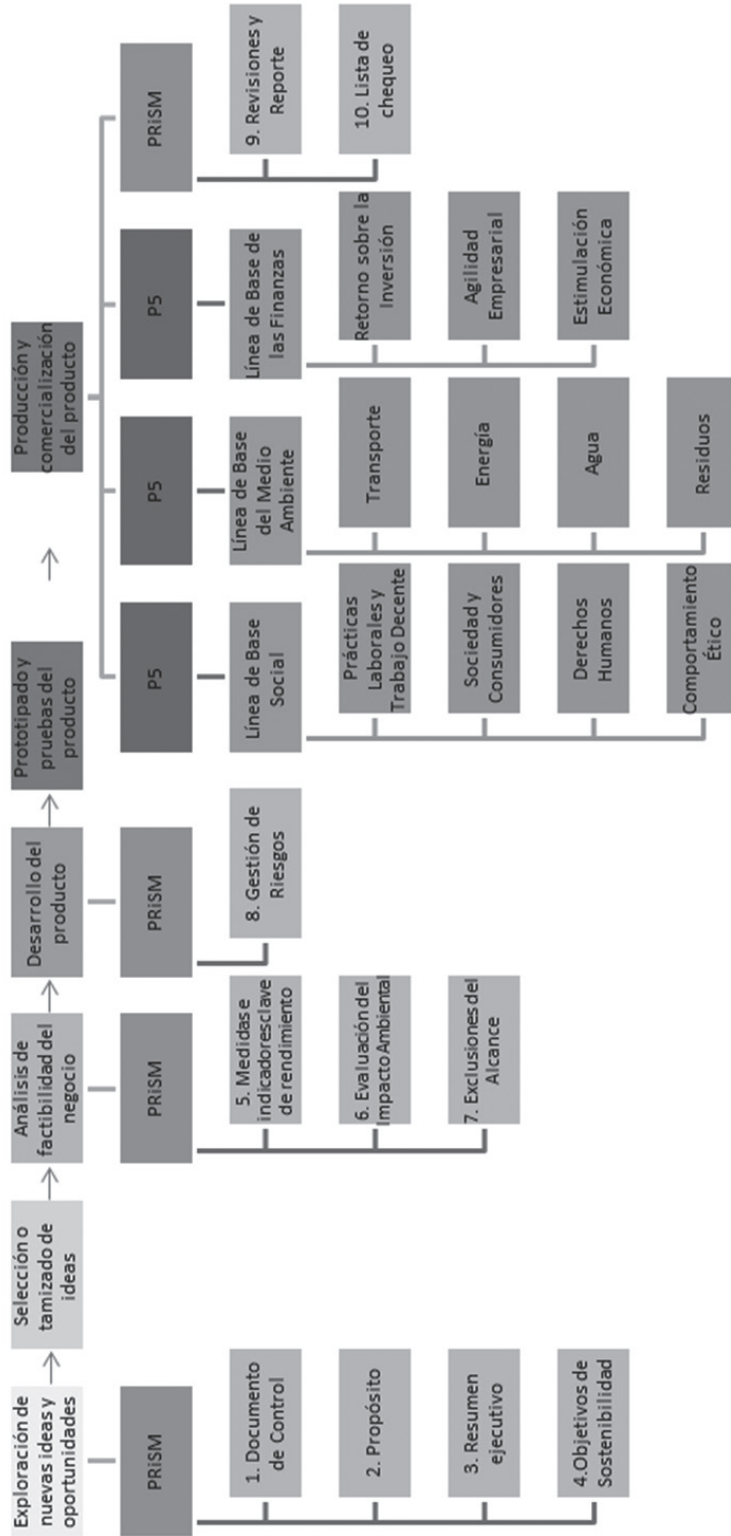 Exploración de
nuevas ideas y
oportunidades
Selección o
tamizado de
ideas
Análisis de
factibilidad del
negocio
Desarrollo del
producto
Prototipado y
pruebas del
producto
Producción y
comercialización
del producto
PRiSM
1. Documento
de Control
2. Propósito
3. Resumen
ejecutivo
4.Objetivos de
Sostenibilidad
PRiSM
5. Medidas e
indicadores clave
de rendimiento
6. Evaluación del
Impacto Ambiental
7. Exclusiones del
Alcance
PRiSM
8. Gestión de
Riesgos
P5
Línea de Base
Social
Prácticas
Laborales y
Trabajo Decente
Sociedad y
Consumidores
Derechos
Humanos
Comportamiento
Ético
P5
Línea de Base
del Medio
Ambiente
Transporte
Energía
Agua
Residuos
P5
Línea de Base de
las Finanzas
Retorno sobre la
Inversión
Agilidad
Empresarial
Estimulación
Económica
PRiSM
9. Revisiones y
Reporte
10. Lista de
chequeo